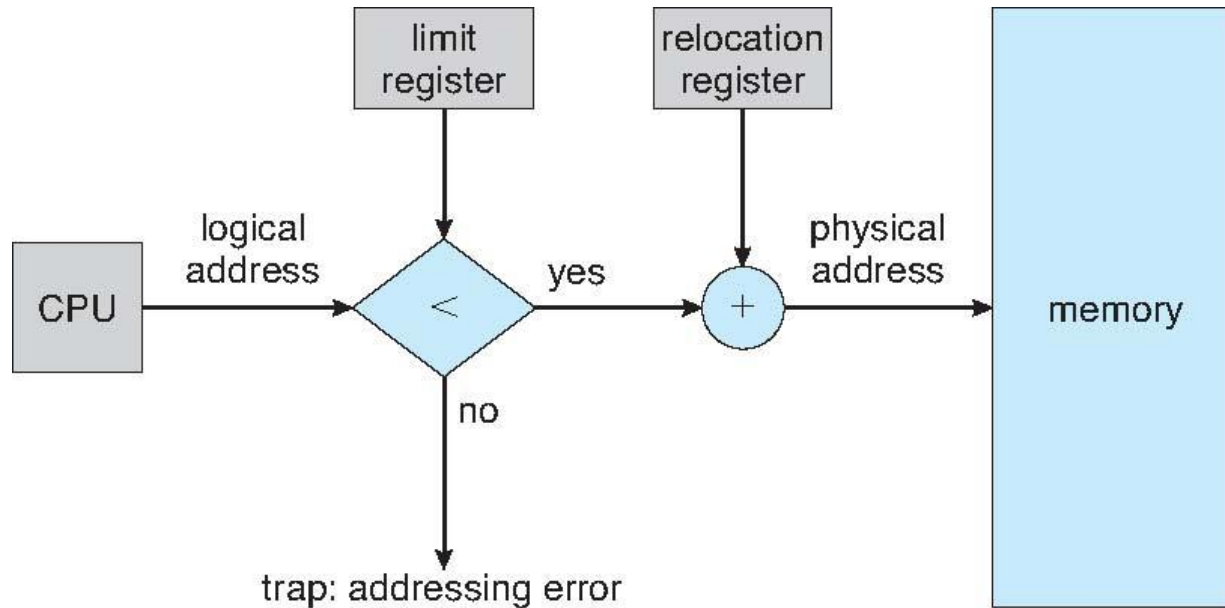 limit
register
relocation
register
logical
address
physical
address
CPU
<
yes
+
memory
no
trap: addressing error